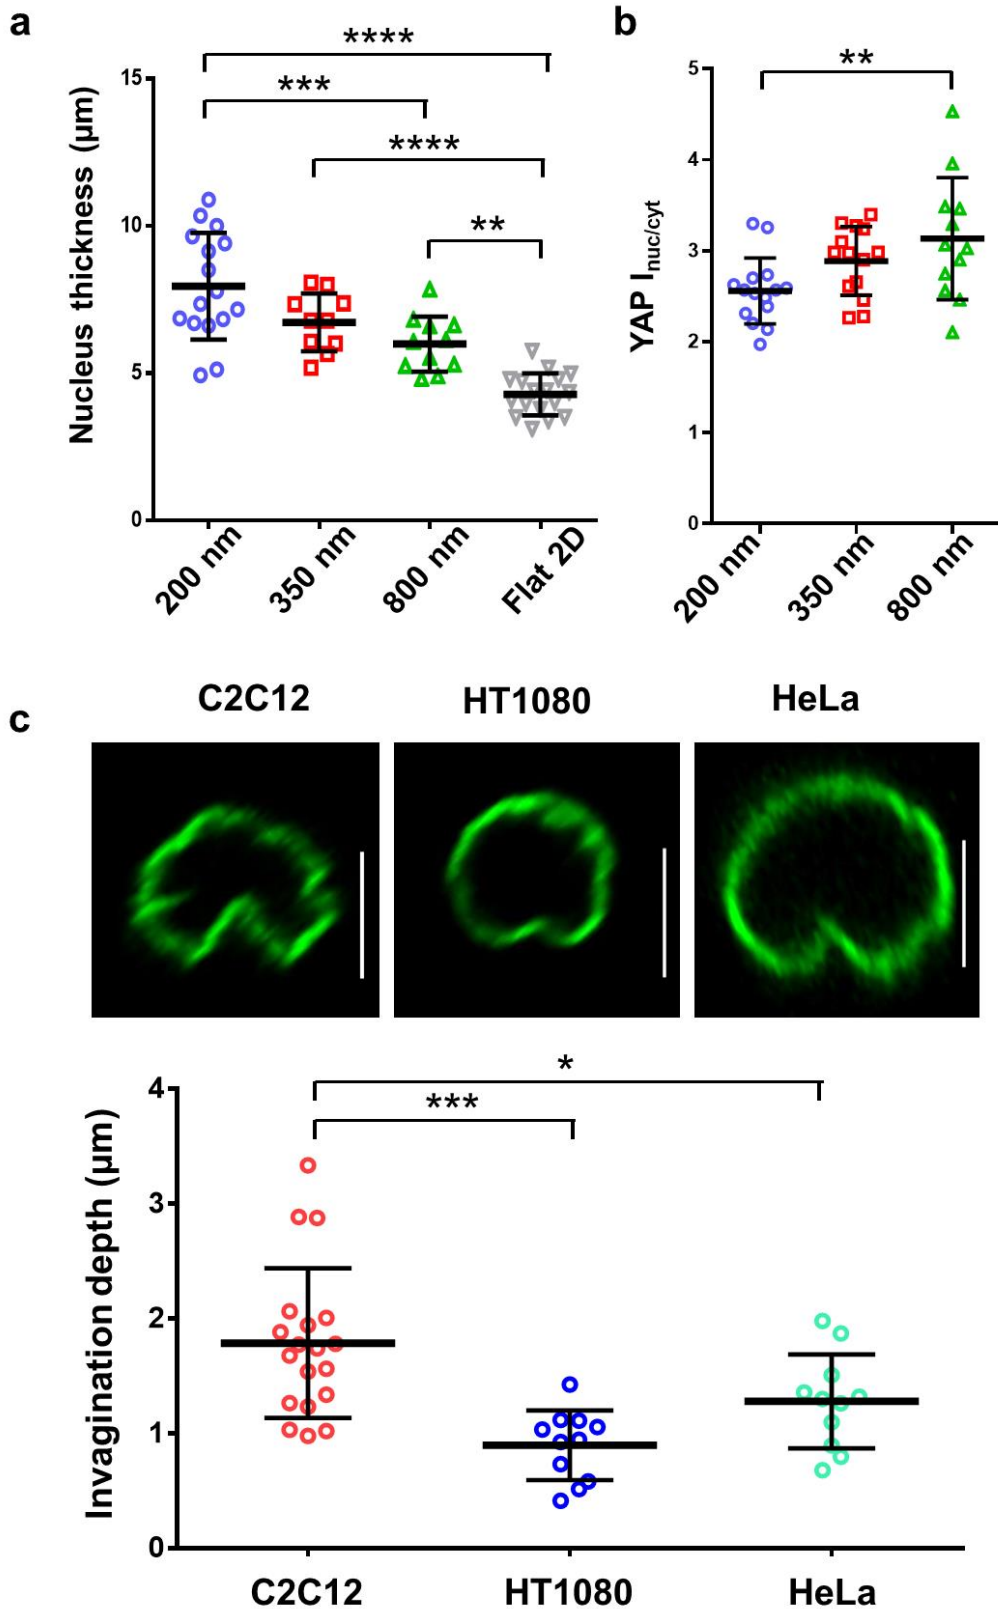 a
****
***
****
**
Nucleus thickness (µm)
15
10
5
0
200 nm
350 nm
800 nm
Flat 2D
b
**
YAP Inuc/cyt
5
4
3
2
1
0
200 nm
350 nm
800 nm
c
C2C12
HT1080
HeLa
*
***
Invagination depth (µm)
4
3
2
1
0
C2C12
HT1080
HeLa